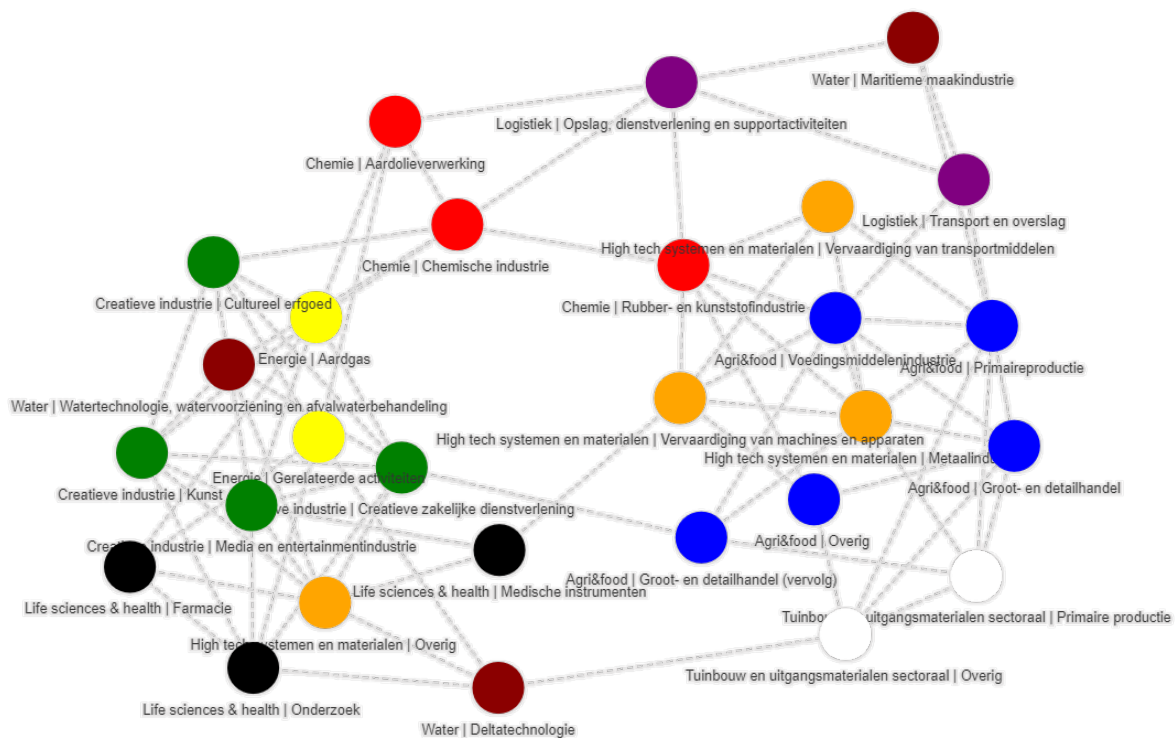 Water | Maritieme maakindustrie
Logistiek | Opslag, dienstverlening en supportactiviteiten
Chemie | Aardolieverwerking
Logistiek | Transport en overslag
High tech systemen en materialen | Vervaardiging van transportmiddelen
Chemie | Chemische industrie
Creatieve industrie | Cultureel erfgoed
Chemie | Rubber- en kunststofindustrie
Energie | Aardgas
Agri&food | Voedingsmiddelenindustrie
Agri&food | Primaireproductie
Water | Watertechnologie, watervoorziening en afvalwaterbehandeling
High tech systemen en materialen | Vervaardiging van machines en apparaten
High tech systemen en materialen |
Energie | Gerelateerde activiteiten
Agri&food | Groot- en detailhandel
Creatieve industrie | Kunst
industrie | Creatieve zakelijke dienstverlening
Agri&food | Overig
industrie | Media en entertainmentindustrie
Agri&food | Groot- en detailhandel (vervolg)
Life sciences & health | Medische instrumenten
Life sciences & health | Farmacie
uitgangsmaterialen sectoraal | Primaire productie
High tech systemen en materialen | Overig
Tuinbouw en uitgangsmaterialen sectoraal | Overig
Life sciences & health | Onderzoek
Water | Deltatechnologie